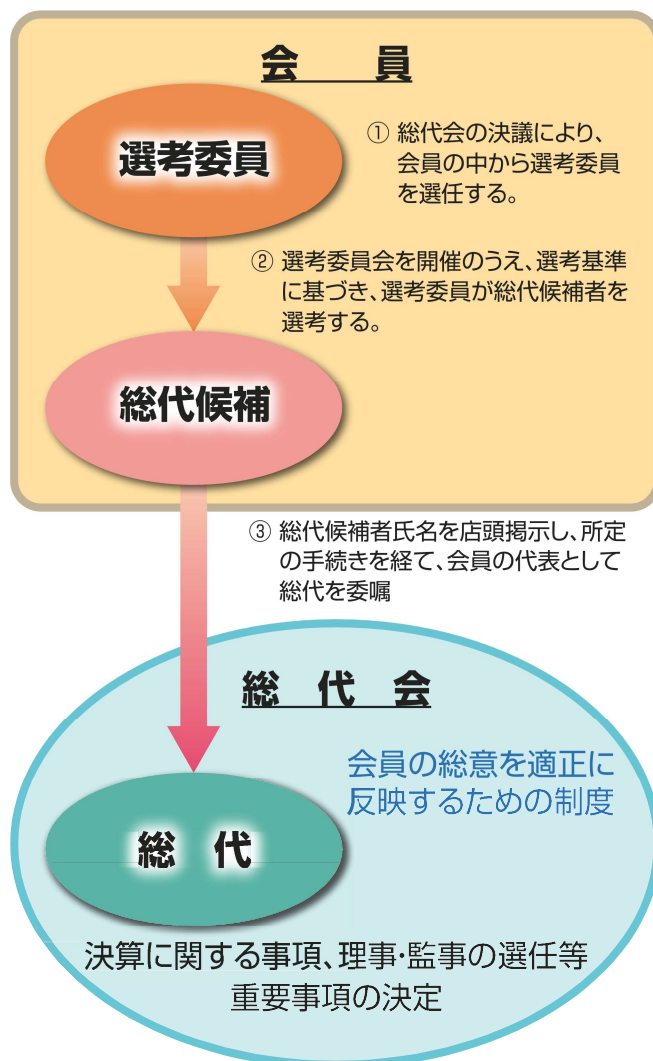 会　員
選考委員
① 総代会の決議により、
会員の中から選考委員
を選任する。
② 選考委員会を開催のうえ、選考基準
に基づき、選考委員が総代候補者を
選考する。
総代候補
③ 総代候補者氏名を店頭掲示し、所定
の手続きを経て、会員の代表として
総代を委嘱
総　代　会
会員の総意を適正に
反映するための制度
総　代
決算に関する事項、理事・監事の選任等
重要事項の決定